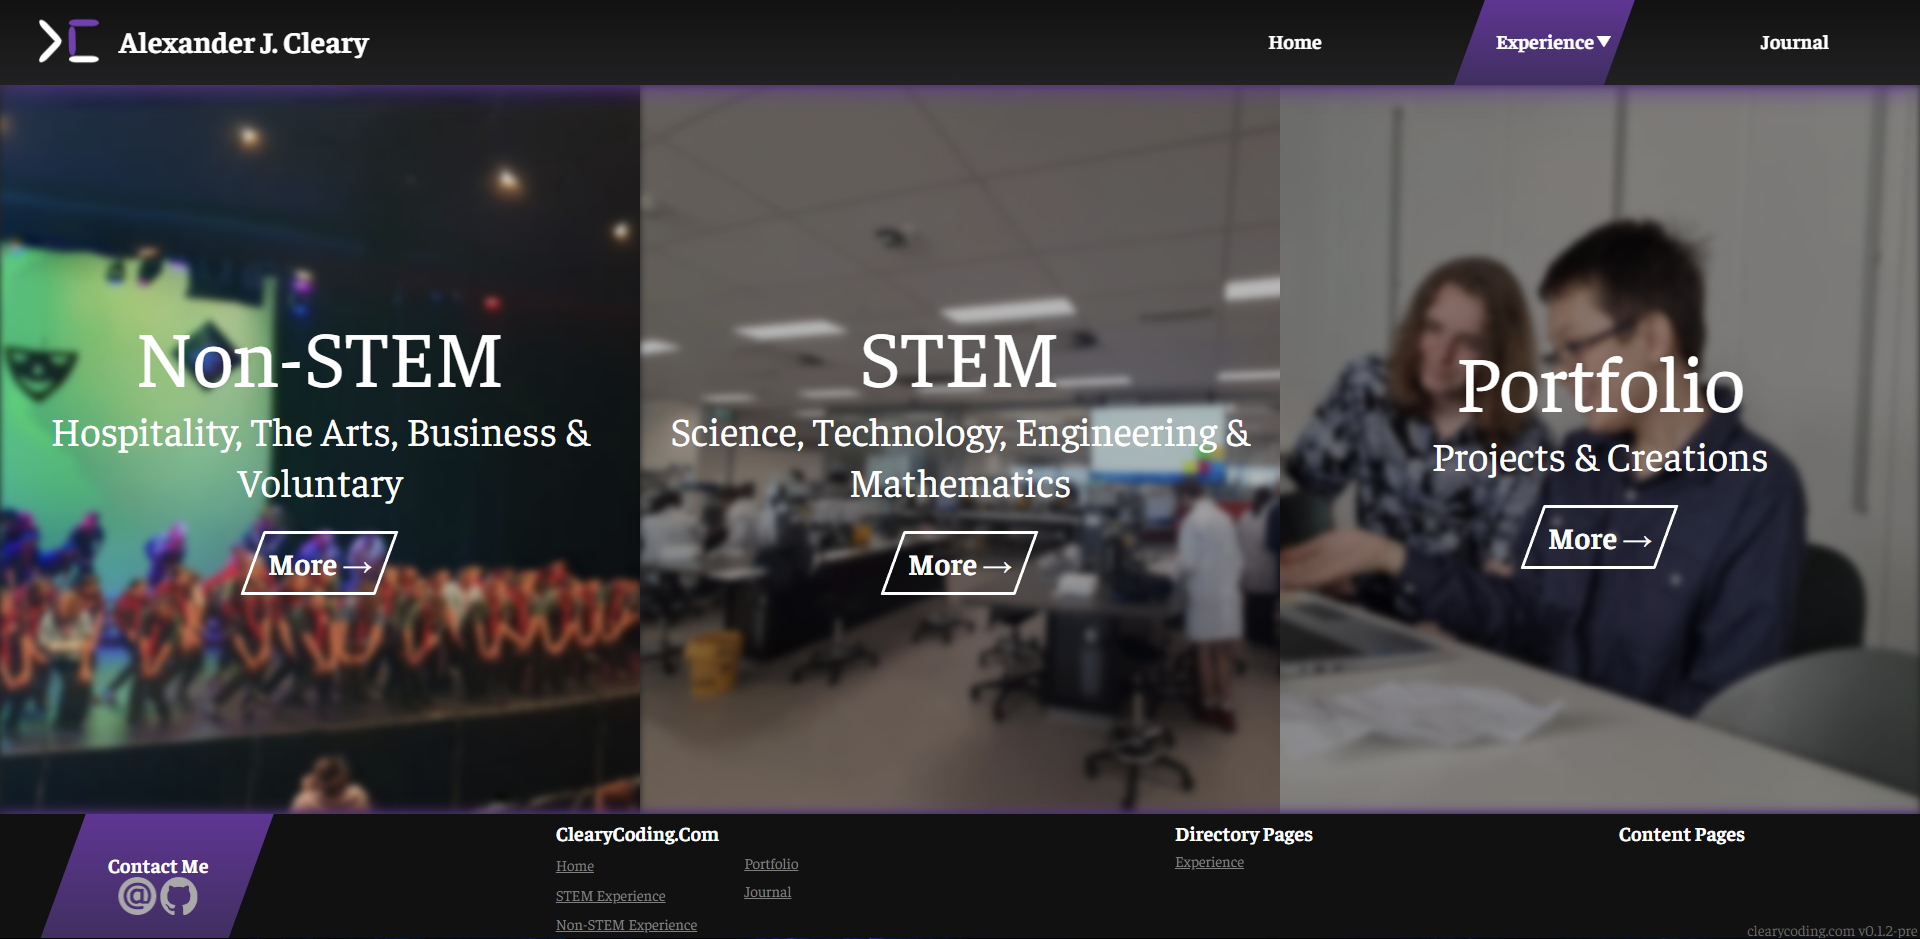 Alexander J. Cleary
Home
Experience▼
Journal
Non-STEM
Hospitality, The Arts, Business &
Voluntary
More →
STEM
Science, Technology, Engineering &
Mathematics
More →
Portfolio
Projects & Creations
More →
Contact Me
@
ClearyCoding.Com
Home
STEM Experience
Non-STEM Experience
Portfolio
Journal
Directory Pages
Experience
Content Pages
clearycoding.com v0.1.2-pre